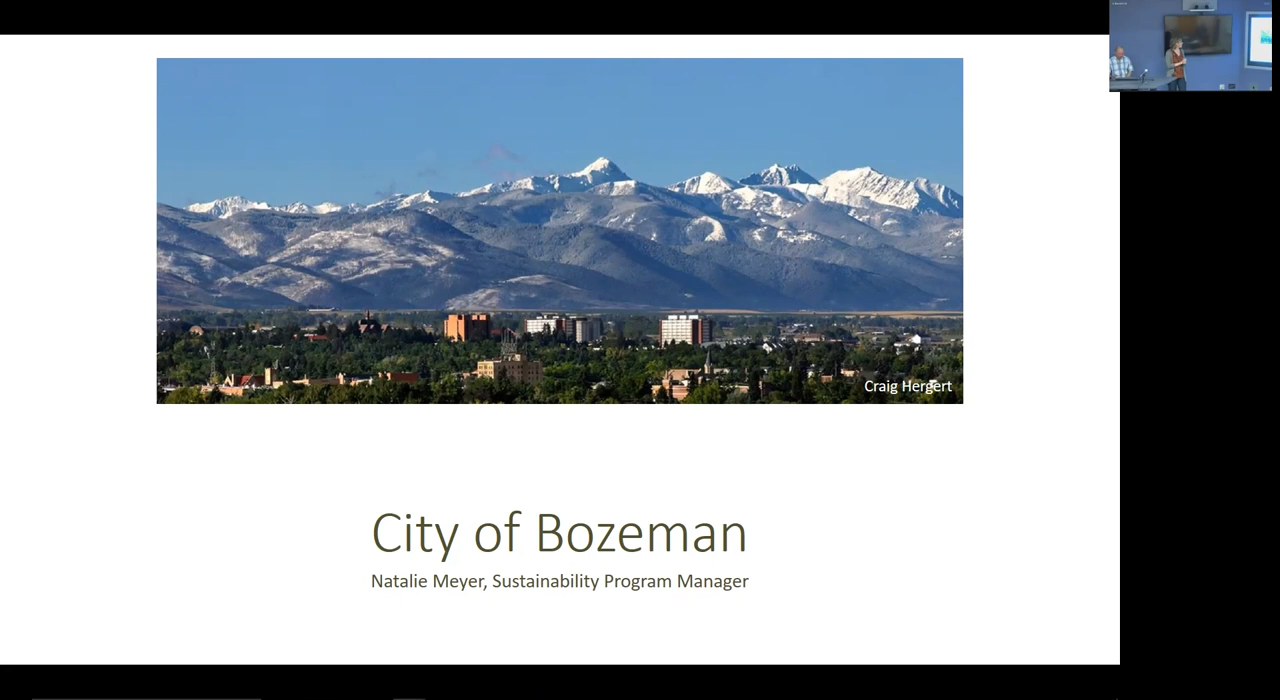 Craig Hergert
City of Bozeman
Natalie Meyer, Sustainability Program Manager